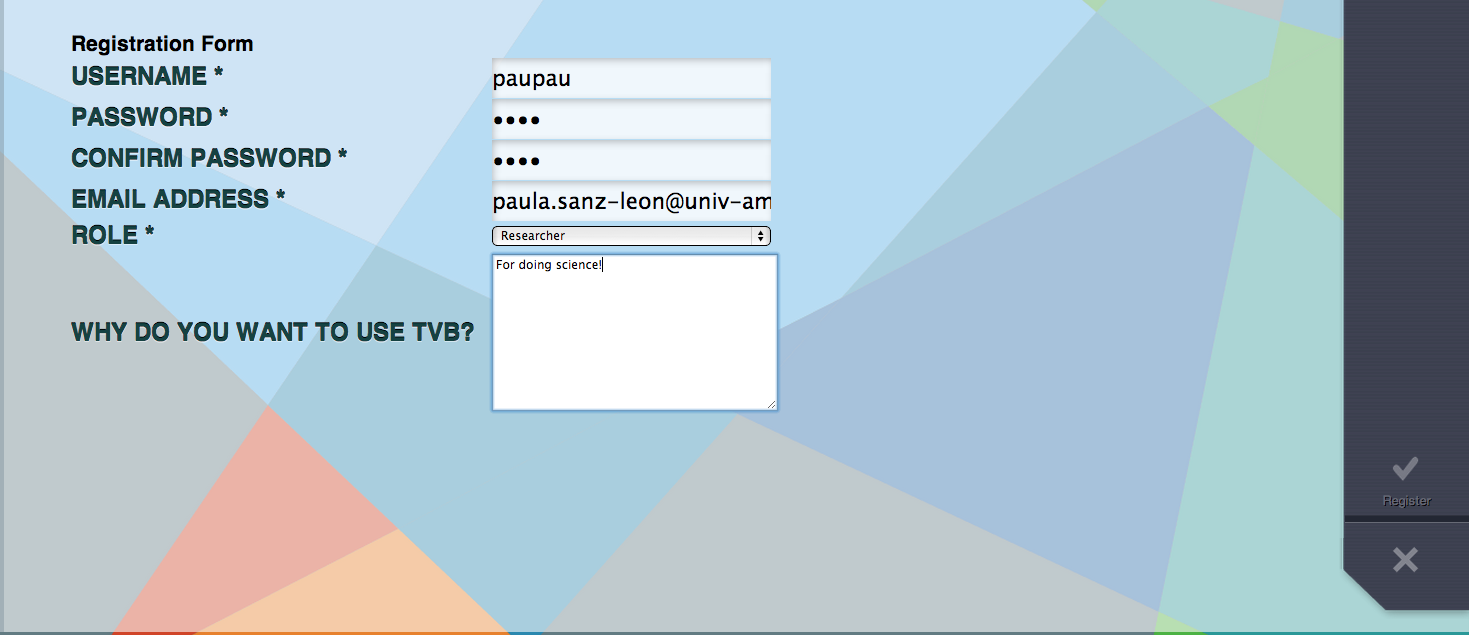 Registration Form
USERNAME * paupau
PASSWORD * ••••
CONFIRM PASSWORD * ••••
EMAIL ADDRESS * paula.sanz-leon@univ-am
ROLE * Researcher
For doing science!
WHY DO YOU WANT TO USE TVB?
Register